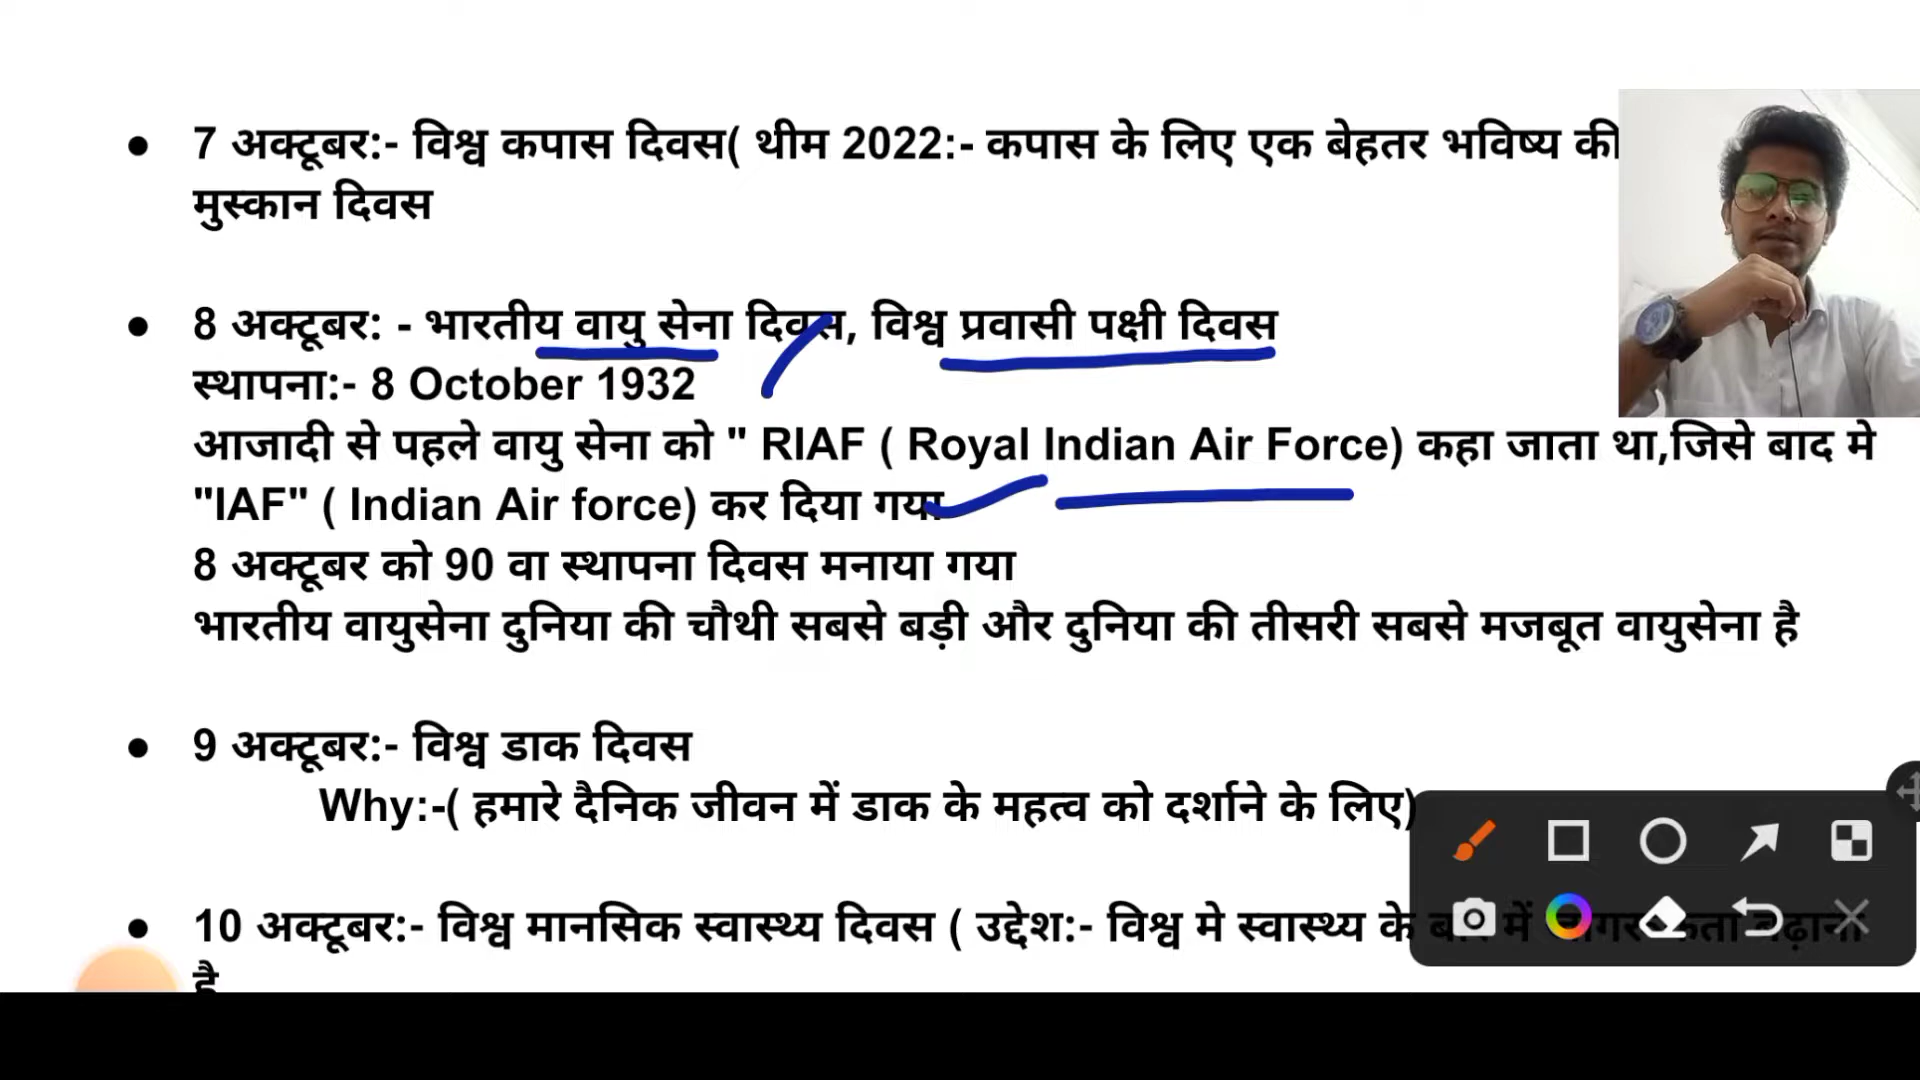 7 अक्टूबर:- विश्व कपास दिवस( थीम 2022:- कपास के लिए एक बेहतर भविष्य की
मुस्कान दिवस
8 अक्टूबर: - भारतीय वायु सेना दिवस, विश्व प्रवासी पक्षी दिवस
स्थापना:- 8 October 1932
आजादी से पहले वायु सेना को " RIAF ( Royal Indian Air Force) कहा जाता था,जिसे बाद मे
"IAF" ( Indian Air force) कर दिया गया
8 अक्टूबर को 90 वा स्थापना दिवस मनाया गया
भारतीय वायुसेना दुनिया की चौथी सबसे बड़ी और दुनिया की तीसरी सबसे मजबूत वायुसेना है
9 अक्टूबर:- विश्व डाक दिवस
Why:-( हमारे दैनिक जीवन में डाक के महत्व को दर्शाने के लिए)
10 अक्टूबर:- विश्व मानसिक स्वास्थ्य दिवस ( उद्देश:- विश्व मे स्वास्थ्य के में
है